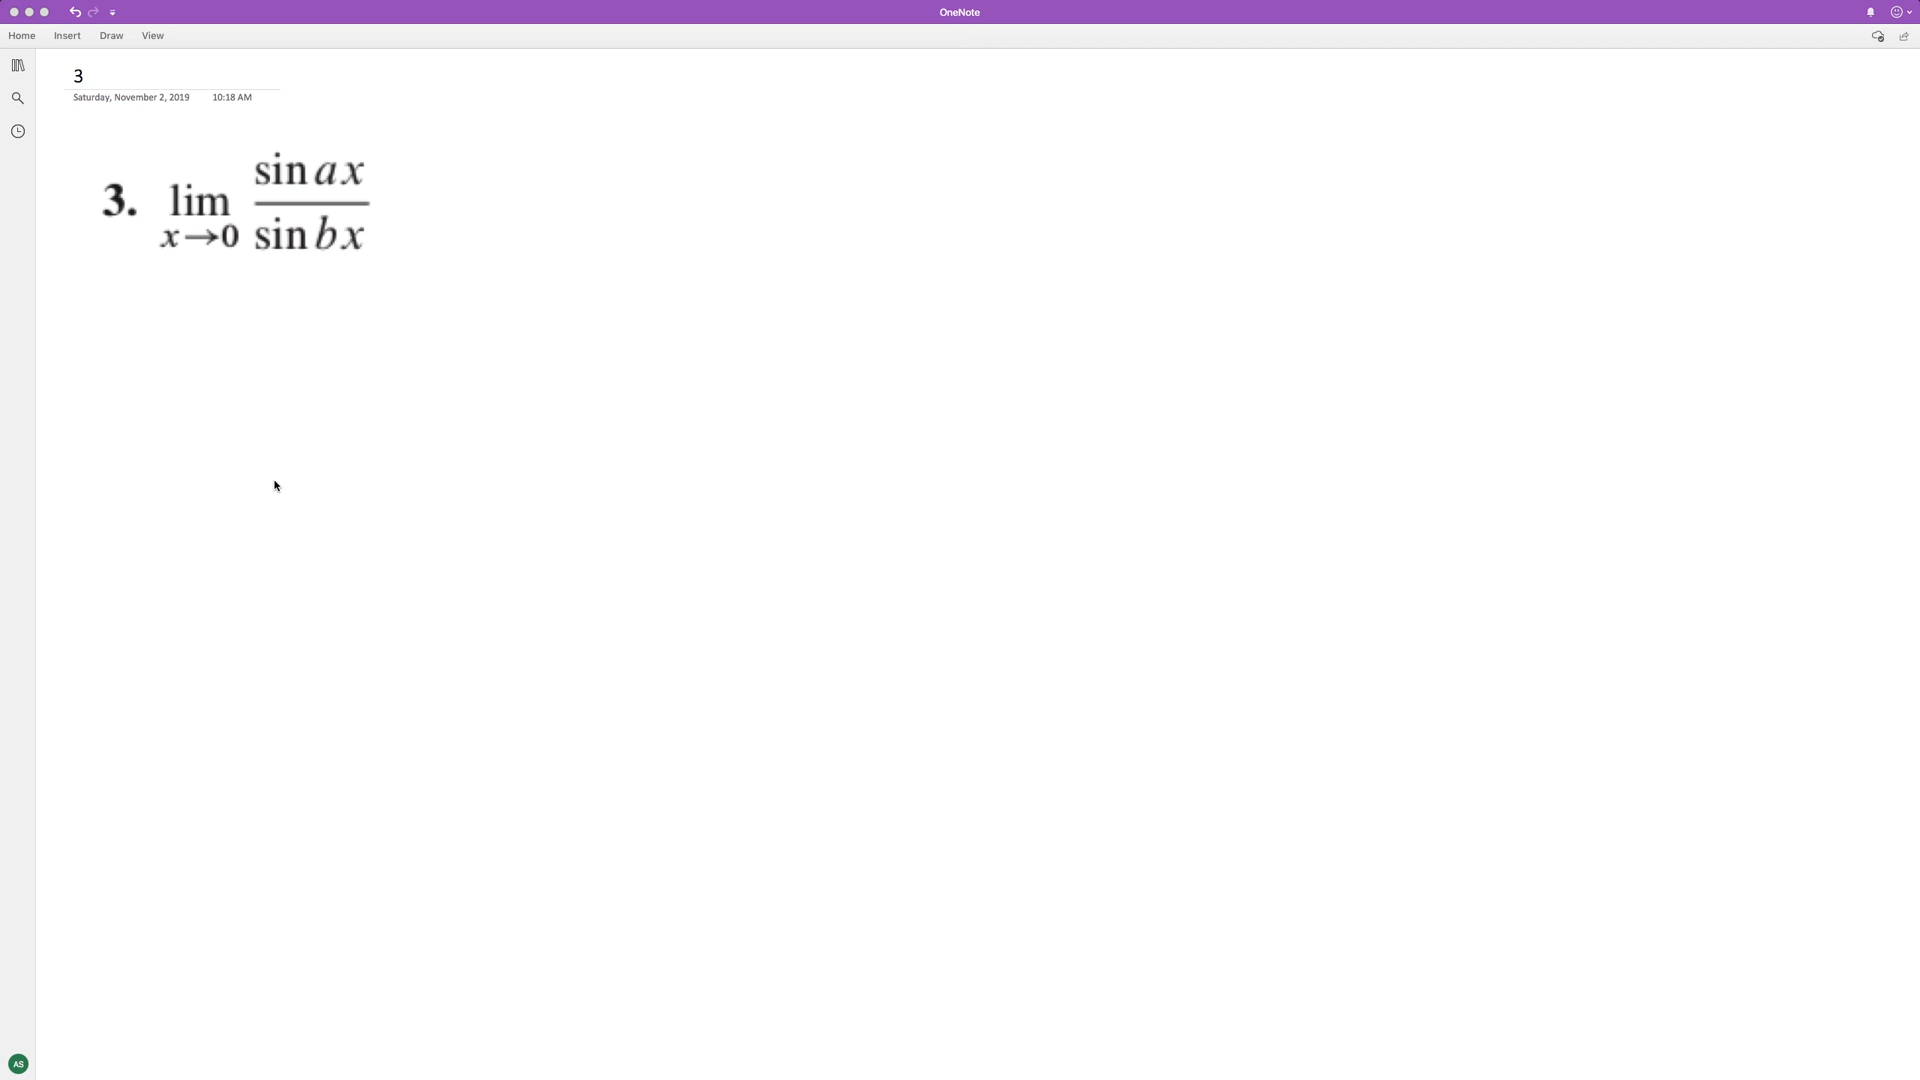 OneNote
Home Insert Draw View
3
Saturday, November 2, 2019 10:18 AM
3. lim x→0 sin ax / sin bx
AS